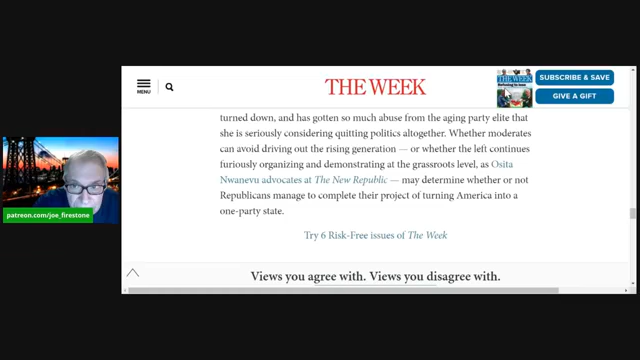 MENU
THE WEEK
THE WEEK
SUBSCRIBE & SAVE
GIVE A GIFT
turned down, and has gotten so much abuse from the aging party elite that
she is seriously considering quitting politics altogether. Whether moderates
can avoid driving out the rising generation — or whether the left continues
furiously organizing and demonstrating at the grassroots level, as Osita
Nwanevu advocates at The New Republic — may determine whether or not
Republicans manage to complete their project of turning America into a
one-party state.
Try 6 Risk-Free issues of The Week
Views you agree with. Views you disagree with.
patreon.com/joe_firestone